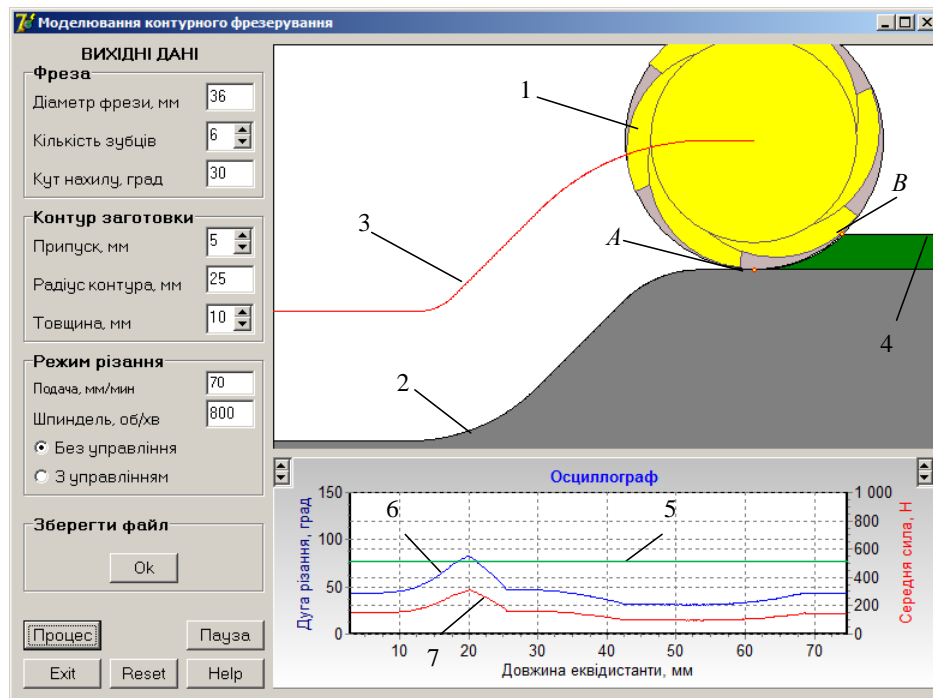 Моделювання контурного фрезерування
ВИХІДНІ ДАНІ
Фреза
Діаметр фрези, мм 36
Кількість зубців 6
Кут нахилу, град 30
Контур заготовки
Припуск, мм 5
Радіус контура, мм 25
Товщина, мм 10
Режим різання
Подача, мм/мин 70
Шпиндель, об/хв 800
Без управління
З управлінням
Зберегти файл
Ok
Процес Пауза
Exit Reset Help
1
B
A
3
4
2
Осциллограф
6 5
7
Дуга різання, град
150
100
50
0
1 000
800
600
400
200
0
Середня сила, Н
10 20 30 40 50 60 70
Довжина еквідистанти, мм